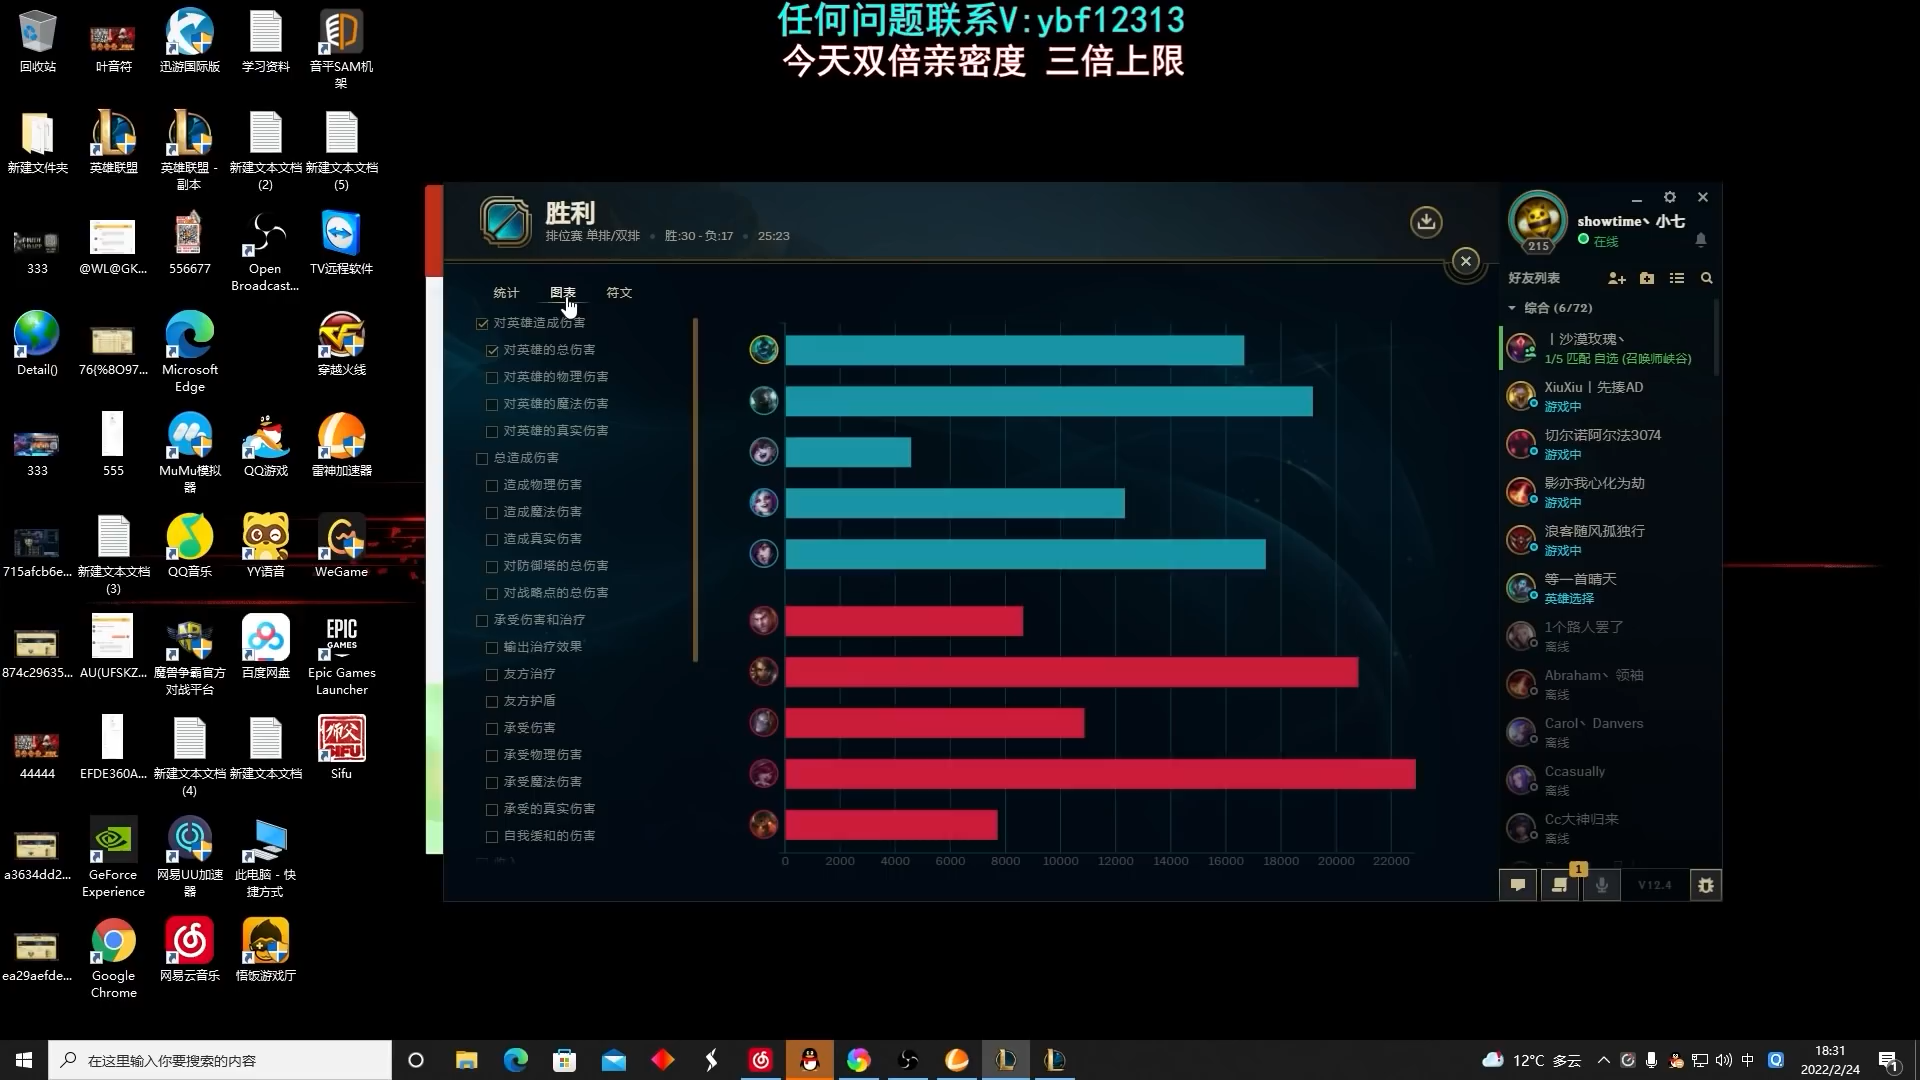 任何问题联系V:ybf12313
今天双倍亲密度 三倍上限
回收站
叶音符
迅游国际版
学习资料
音平SAM机
架
新建文件夹
英雄联盟
英雄联盟 -
副本
新建文本文档
(2)
新建文本文档
(5)
333
@WL@GK...
556677
Open
Broadcast...
TV远程软件
Detail()
76{%8O97...
Microsoft
Edge
穿越火线
333
555
MuMu模拟
器
QQ游戏
雷神加速器
715afcb6e...
新建文本文档
(3)
QQ音乐
YY语音
WeGame
874c29635...
AU(UFSKZ...
魔兽争霸官方
对战平台
百度网盘
EPIC
GAMES
Epic Games
Launcher
44444
EFDE360A...
新建文本文档
(4)
新建文本文档
师父
SIFU
Sifu
a3634dd2...
GeForce
Experience
网易UU加速
器
此电脑 - 快
捷方式
ea29aefde...
Google
Chrome
网易云音乐
悟饭游戏厅
胜利
排位赛 单排/双排 • 胜:30 - 负:17 • 25:23
统计
图表
符文
对英雄造成伤害
对英雄的总伤害
对英雄的物理伤害
对英雄的魔法伤害
对英雄的真实伤害
总造成伤害
造成物理伤害
造成魔法伤害
造成真实伤害
对防御塔的总伤害
对战略点的总伤害
承受伤害和治疗
输出治疗效果
友方治疗
友方护盾
承受伤害
承受物理伤害
承受魔法伤害
承受的真实伤害
自我缓和的伤害
0 2000 4000 6000 8000 10000 12000 14000 16000 18000 20000 22000
215
showtime丶小七
在线
好友列表
综合 (6/72)
丨沙漠玫瑰丶
1/5 匹配 自选 (召唤师峡谷)
XiuXiu丨先揍AD
游戏中
切尔诺阿尔法3074
游戏中
影亦我心化为劫
游戏中
浪客随风孤独行
游戏中
等一首晴天
英雄选择
1个路人罢了
离线
Abraham丶领袖
离线
Carol丶Danvers
离线
Ccasually
离线
Cc大神归来
离线
1
V12.4
在这里输入你要搜索的内容
12°C 多云
中
18:31
2022/2/24
1